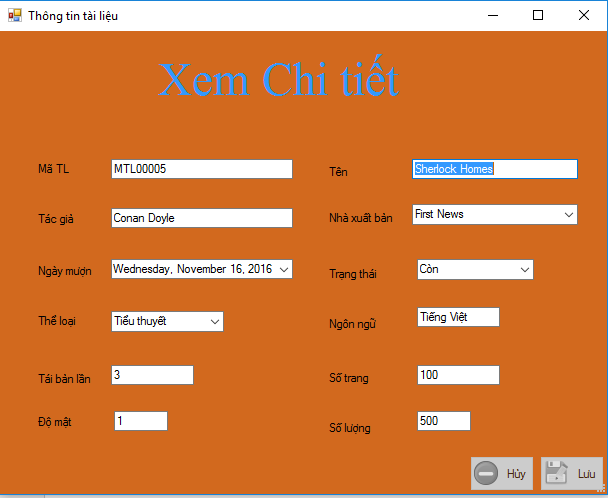 Thông tin tài liệu
Xem Chi tiết
Mã TL MTL00005 Tên Sherlock Homes
Tác giả Conan Doyle Nhà xuất bản First News
Ngày mượn Wednesday, November 16, 2016 Trạng thái Còn
Thể loại Tiểu thuyết Ngôn ngữ Tiếng Việt
Tái bản lần 3 Số trang 100
Độ mật 1 Số lượng 500
Hủy Lưu